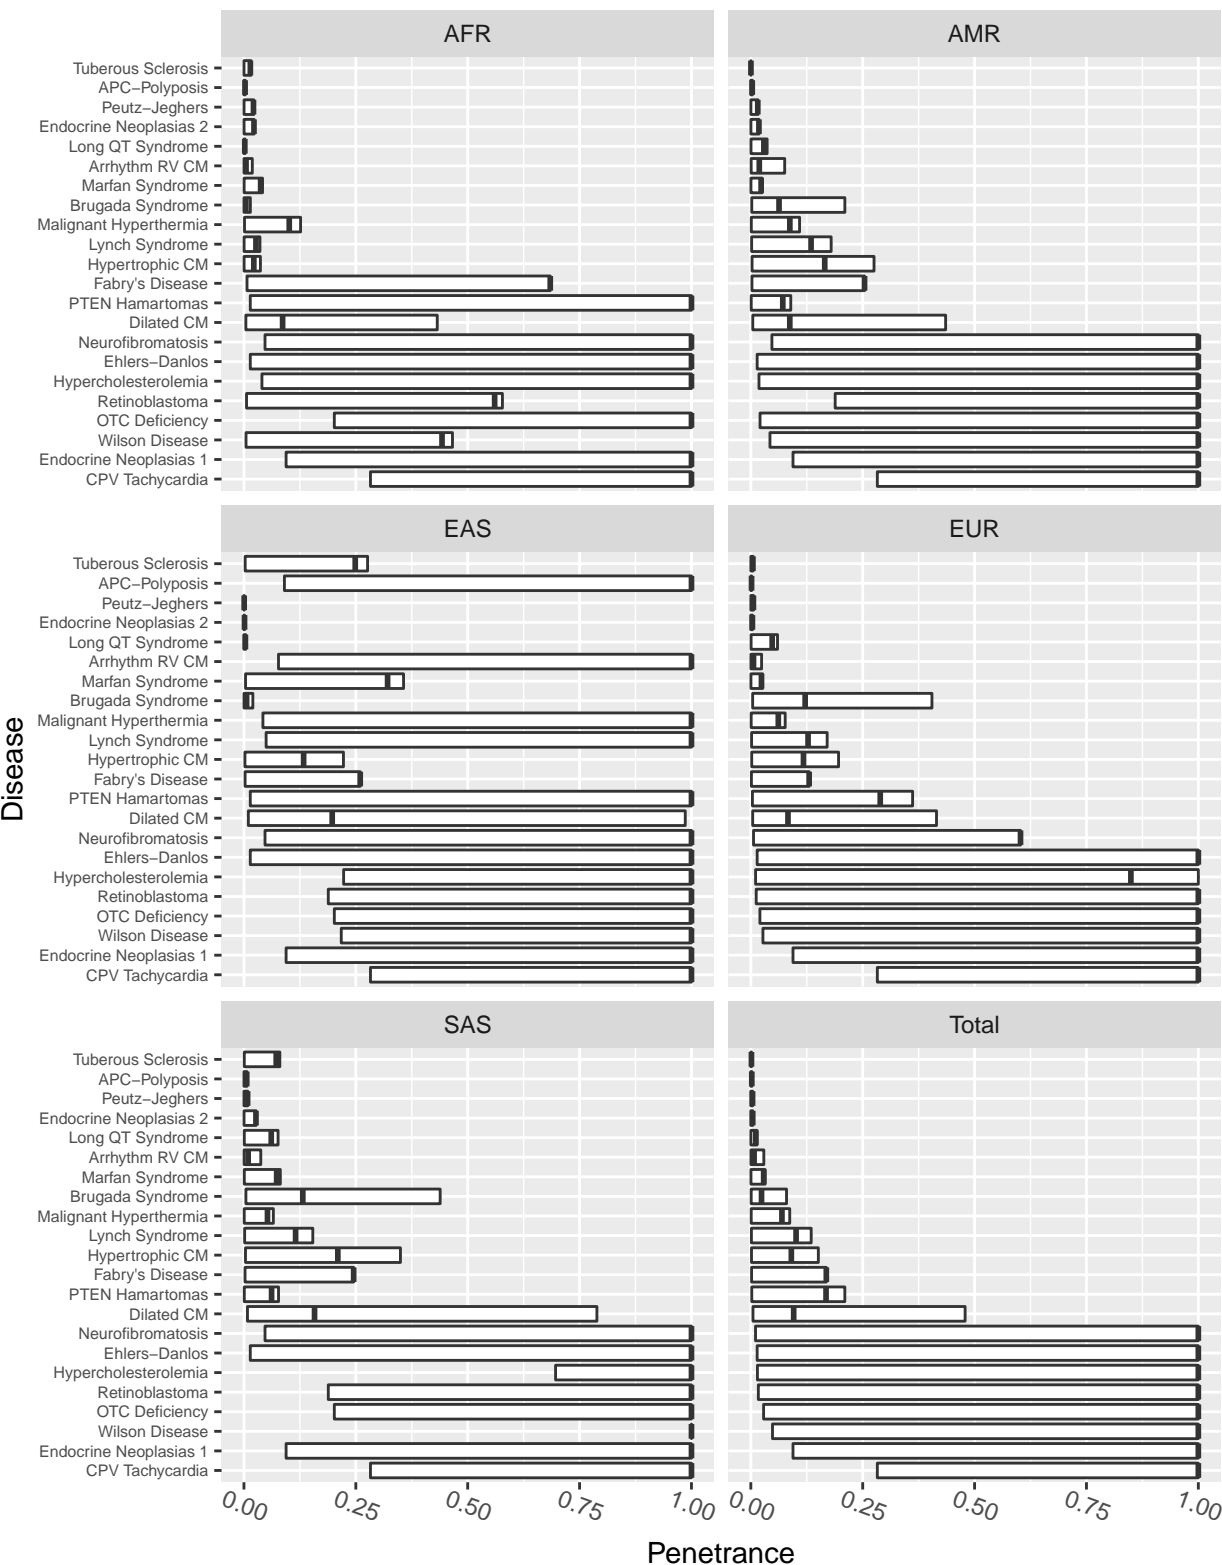 AFR
AMR
Tuberous Sclerosis
APC−Polyposis
Peutz−Jeghers
Endocrine Neoplasias 2
Long QT Syndrome
Arrhythm RV CM
Marfan Syndrome
Brugada Syndrome
Malignant Hyperthermia
Lynch Syndrome
Hypertrophic CM
Fabry's Disease
PTEN Hamartomas
Dilated CM
Neurofibromatosis
Ehlers−Danlos
Hypercholesterolemia
Retinoblastoma
OTC Deficiency
Wilson Disease
Endocrine Neoplasias 1
CPV Tachycardia
EAS
EUR
Tuberous Sclerosis
APC−Polyposis
Peutz−Jeghers
Endocrine Neoplasias 2
Long QT Syndrome
Arrhythm RV CM
Marfan Syndrome
Brugada Syndrome
Malignant Hyperthermia
Lynch Syndrome
Hypertrophic CM
Fabry's Disease
PTEN Hamartomas
Dilated CM
Neurofibromatosis
Ehlers−Danlos
Hypercholesterolemia
Retinoblastoma
OTC Deficiency
Wilson Disease
Endocrine Neoplasias 1
CPV Tachycardia
Disease
SAS
Total
Tuberous Sclerosis
APC−Polyposis
Peutz−Jeghers
Endocrine Neoplasias 2
Long QT Syndrome
Arrhythm RV CM
Marfan Syndrome
Brugada Syndrome
Malignant Hyperthermia
Lynch Syndrome
Hypertrophic CM
Fabry's Disease
PTEN Hamartomas
Dilated CM
Neurofibromatosis
Ehlers−Danlos
Hypercholesterolemia
Retinoblastoma
OTC Deficiency
Wilson Disease
Endocrine Neoplasias 1
CPV Tachycardia
0.00 0.25 0.50 0.75 1.00
0.00 0.25 0.50 0.75 1.00
Penetrance